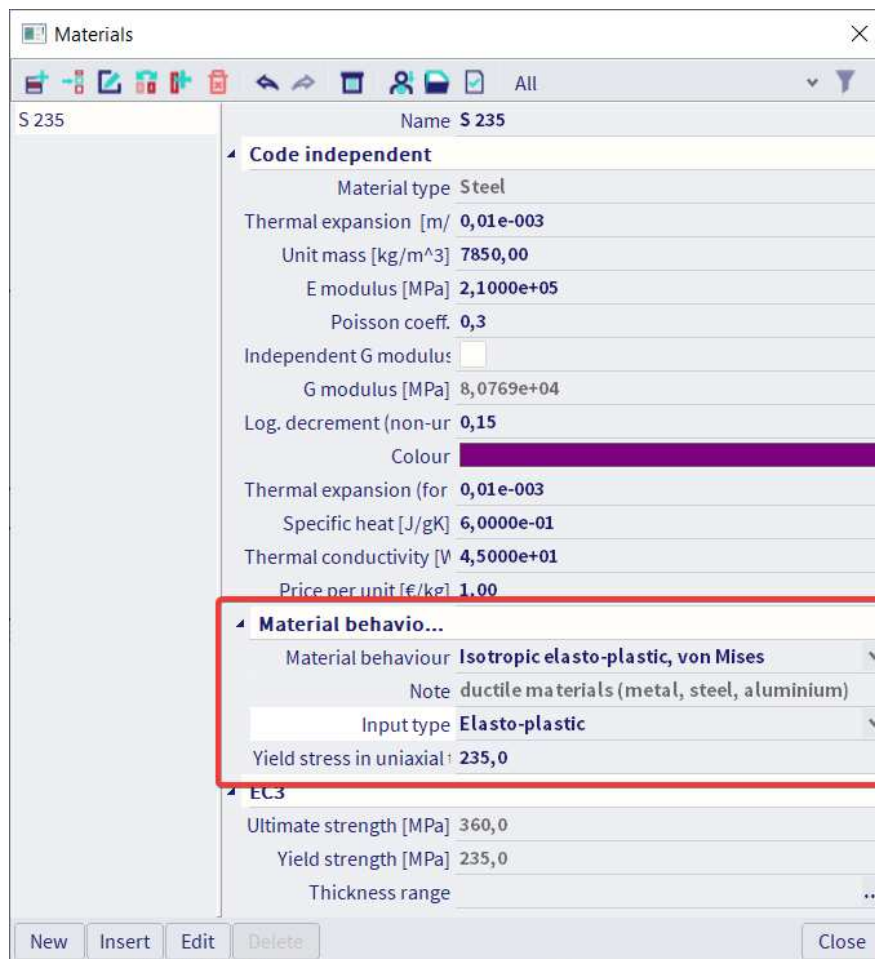 Materials
All
S 235
Name S 235
Code independent
Material type Steel
Thermal expansion [m/ 0,01e-003
Unit mass [kg/m^3] 7850,00
E modulus [MPa] 2,1000e+05
Poisson coeff. 0,3
Independent G modulus
G modulus [MPa] 8,0769e+04
Log. decrement (non-ur 0,15
Colour
Thermal expansion (for 0,01e-003
Specific heat [J/gK] 6,0000e-01
Thermal conductivity [W 4,5000e+01
Price per unit [€/kg] 1,00
Material behavio...
Material behaviour Isotropic elasto-plastic, von Mises
Note ductile materials (metal, steel, aluminium)
Input type Elasto-plastic
Yield stress in uniaxial t 235,0
EC3
Ultimate strength [MPa] 360,0
Yield strength [MPa] 235,0
Thickness range ..
New Insert Edit Delete Close